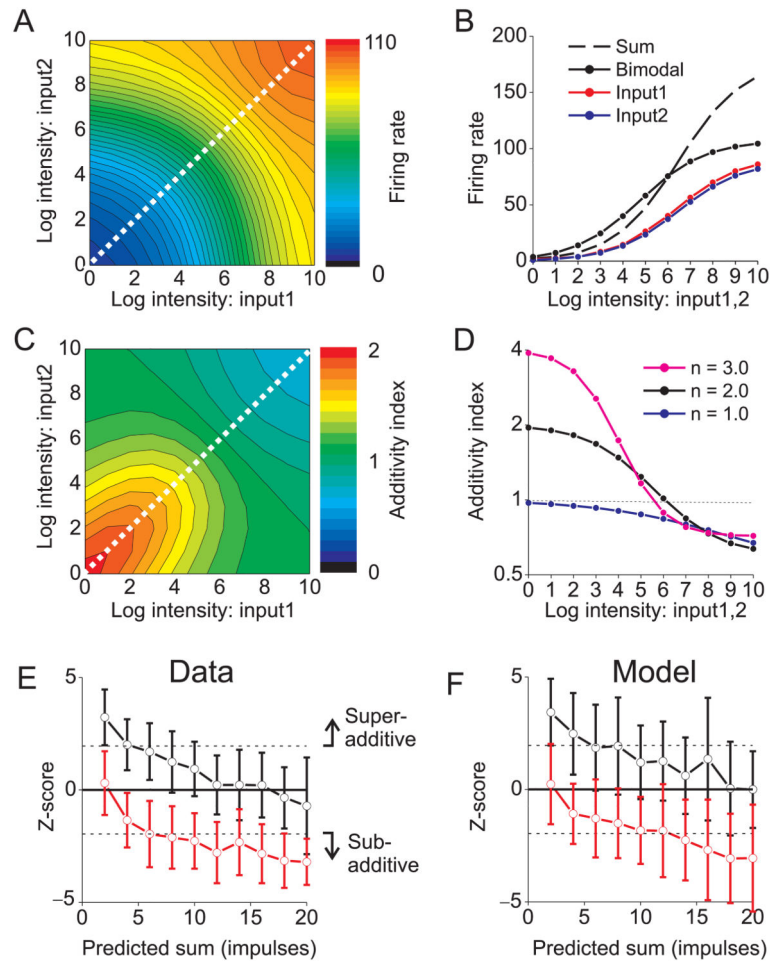 A
10
8
6
4
2
0
Log intensity: input2
0 2 4 6 8 10
Log intensity: input1
110
0
Firing rate
B
200
150
100
50
0
Firing rate
Sum
Bimodal
Input1
Input2
0 1 2 3 4 5 6 7 8 9 10
Log intensity: input1,2
C
10
8
6
4
2
0
Log intensity: input2
0 2 4 6 8 10
Log intensity: input1
2
1
0
Additivity index
D
4
2
1
0.5
Additivity index
n = 3.0
n = 2.0
n = 1.0
0 1 2 3 4 5 6 7 8 9 10
Log intensity: input1,2
E
Data
5
0
−5
Z-score
Super-
additive
Sub-
additive
0 5 10 15 20
Predicted sum (impulses)
F
Model
5
0
−5
Z-score
0 5 10 15 20
Predicted sum (impulses)